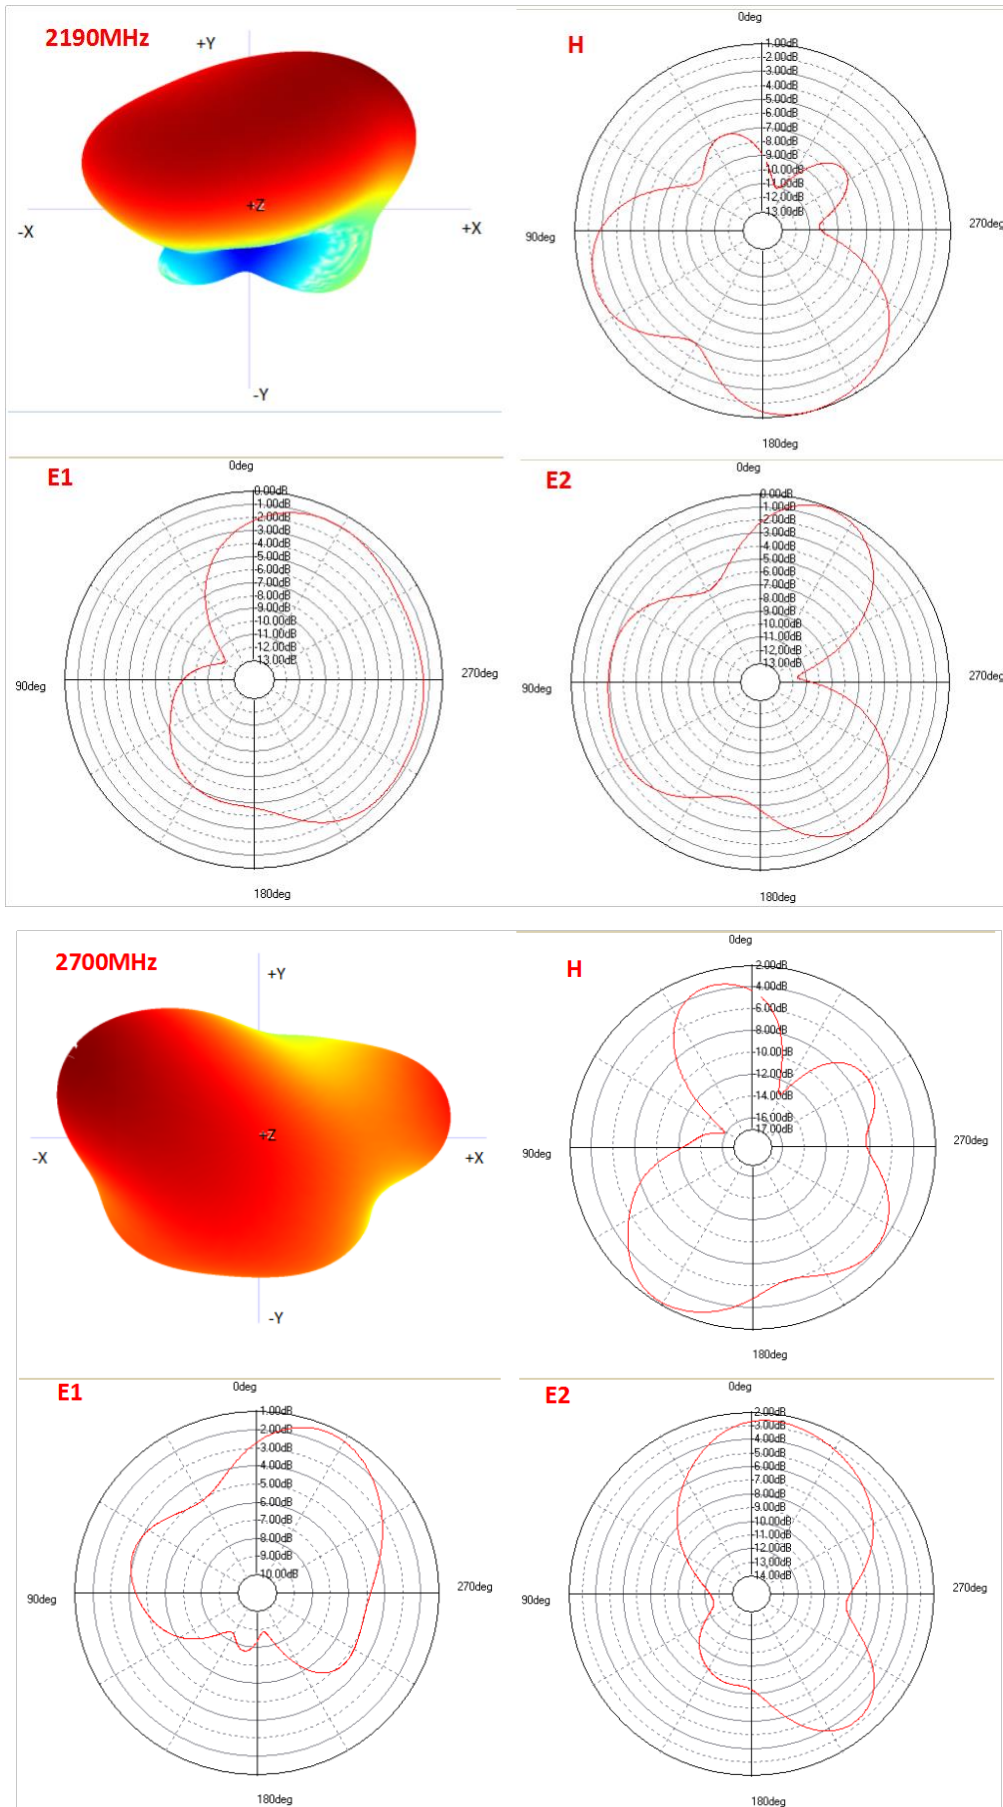 2190MHz
+Y
-X
+Z
+X
-Y
H
0deg
1.00dB
2.00dB
3.00dB
4.00dB
5.00dB
6.00dB
7.00dB
8.00dB
9.00dB
10.00dB
11.00dB
12.00dB
13.00dB
90deg
270deg
180deg
E1
0deg
0.00dB
1.00dB
2.00dB
3.00dB
4.00dB
5.00dB
6.00dB
7.00dB
8.00dB
9.00dB
10.00dB
11.00dB
12.00dB
13.00dB
90deg
270deg
180deg
E2
0deg
0.00dB
1.00dB
2.00dB
3.00dB
4.00dB
5.00dB
6.00dB
7.00dB
8.00dB
9.00dB
10.00dB
11.00dB
12.00dB
13.00dB
90deg
270deg
180deg
2700MHz
+Y
-X
+Z
+X
-Y
H
0deg
2.00dB
4.00dB
6.00dB
8.00dB
10.00dB
12.00dB
14.00dB
16.00dB
17.00dB
90deg
270deg
180deg
E1
0deg
1.00dB
2.00dB
3.00dB
4.00dB
5.00dB
6.00dB
7.00dB
8.00dB
9.00dB
10.00dB
90deg
270deg
180deg
E2
0deg
2.00dB
3.00dB
4.00dB
5.00dB
6.00dB
7.00dB
8.00dB
9.00dB
10.00dB
11.00dB
12.00dB
13.00dB
14.00dB
90deg
270deg
180deg